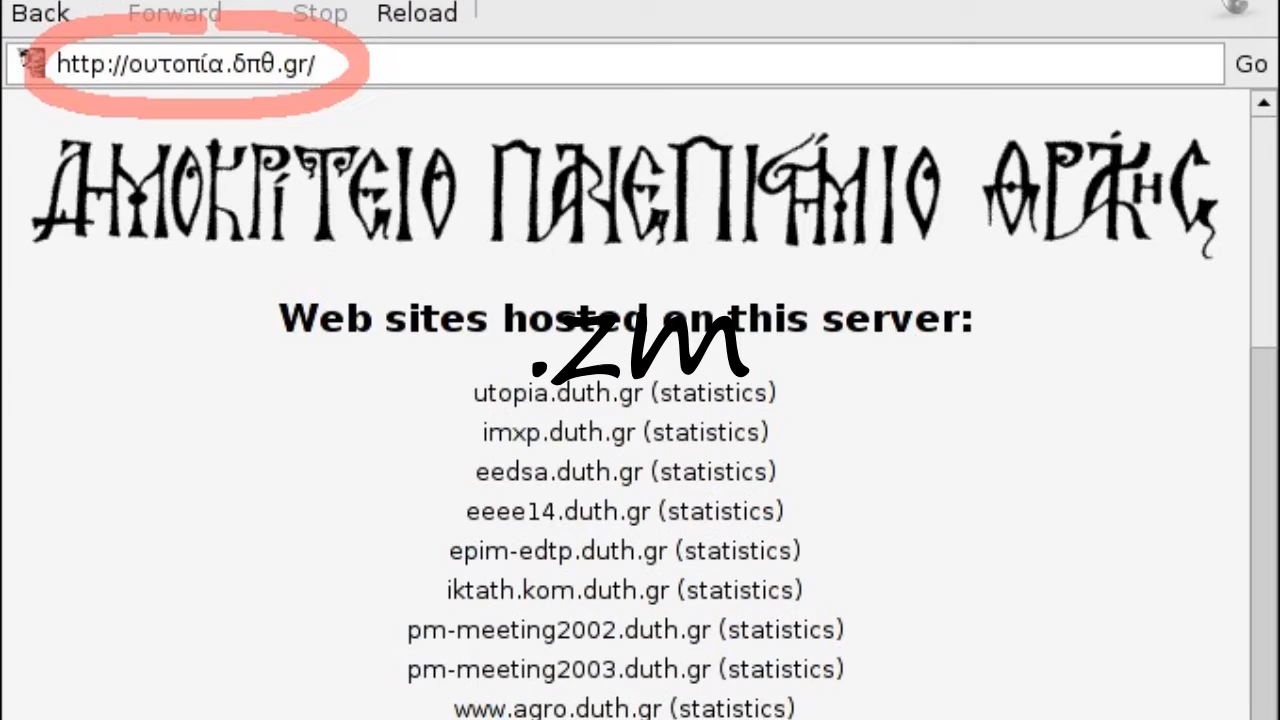 Back Forward Stop Reload
http://ουτοπία.δπθ.gr/ Go
ΔΗΜΟΚΡΊΤΕΙΟ ΠΑΝΕΠΙΣΤΉΜΙΟ ΘΡΆΚΗΣ
Web sites hosted on this server:
.zm
utopia.duth.gr (statistics)
imxp.duth.gr (statistics)
eedsa.duth.gr (statistics)
eeee14.duth.gr (statistics)
epim-edtp.duth.gr (statistics)
iktath.kom.duth.gr (statistics)
pm-meeting2002.duth.gr (statistics)
pm-meeting2003.duth.gr (statistics)
www.agro.duth.gr (statistics)